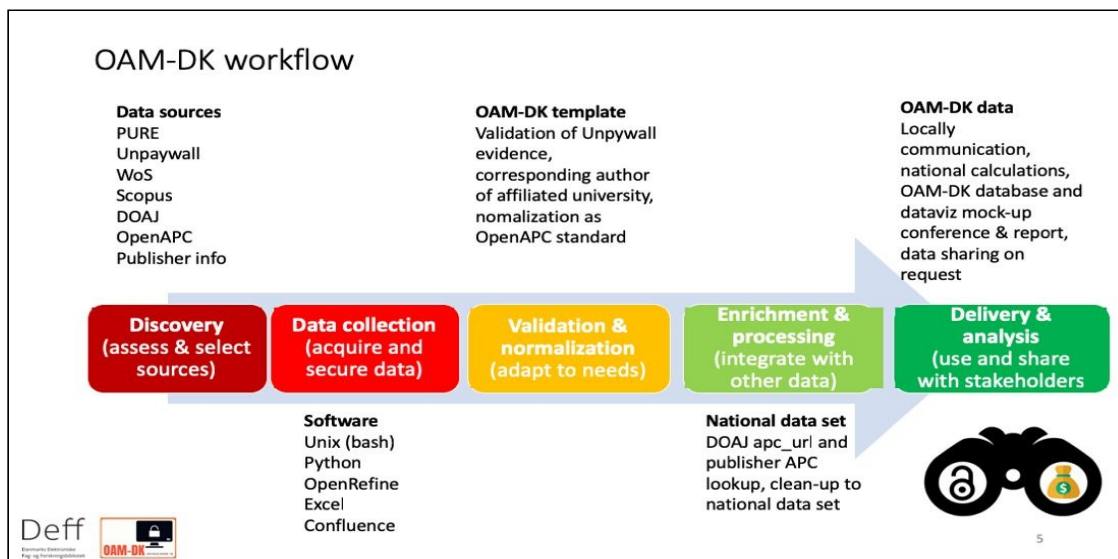 OAM-DK workflow
Data sources
PURE
Unpaywall
WoS
Scopus
DOAJ
OpenAPC
Publisher info
OAM-DK template
Validation of Unpywall
evidence,
corresponding author
of affiliated university,
nomalization as
OpenAPC standard
OAM-DK data
Locally
communication,
national calculations,
OAM-DK database and
dataviz mock-up
conference & report,
data sharing on
request
Discovery
(assess & select
sources)
Data collection
(acquire and
secure data)
Validation &
normalization
(adapt to needs)
Enrichment &
processing
(integrate with
other data)
Delivery &
analysis
(use and share
with stakeholders
Software
Unix (bash)
Python
OpenRefine
Excel
Confluence
National data set
DOAJ apc_url and
publisher APC
lookup, clean-up to
national data set
$
Deff
Danmarks Elektroniske
Fag- og Forskningsbibliotek
OAM-DK
5